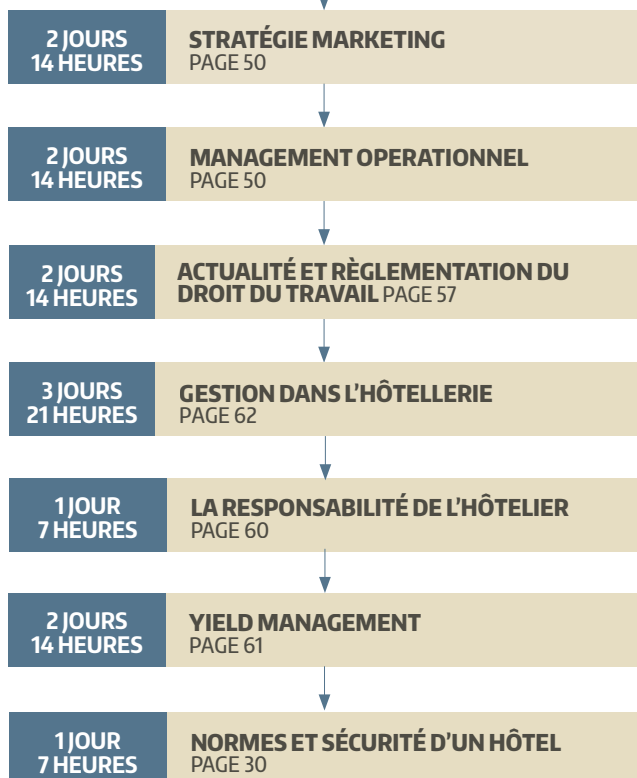 2 JOURS
14 HEURES
STRATÉGIE MARKETING
PAGE 50
2 JOURS
14 HEURES
MANAGEMENT OPERATIONNEL
PAGE 50
2 JOURS
14 HEURES
ACTUALITÉ ET RÈGLEMENTATION DU
DROIT DU TRAVAIL PAGE 57
3 JOURS
21 HEURES
GESTION DANS L'HÔTELLERIE
PAGE 62
1 JOUR
7 HEURES
LA RESPONSABILITÉ DE L'HÔTELIER
PAGE 60
2 JOURS
14 HEURES
YIELD MANAGEMENT
PAGE 61
1 JOUR
7 HEURES
NORMES ET SÉCURITÉ D'UN HÔTEL
PAGE 30